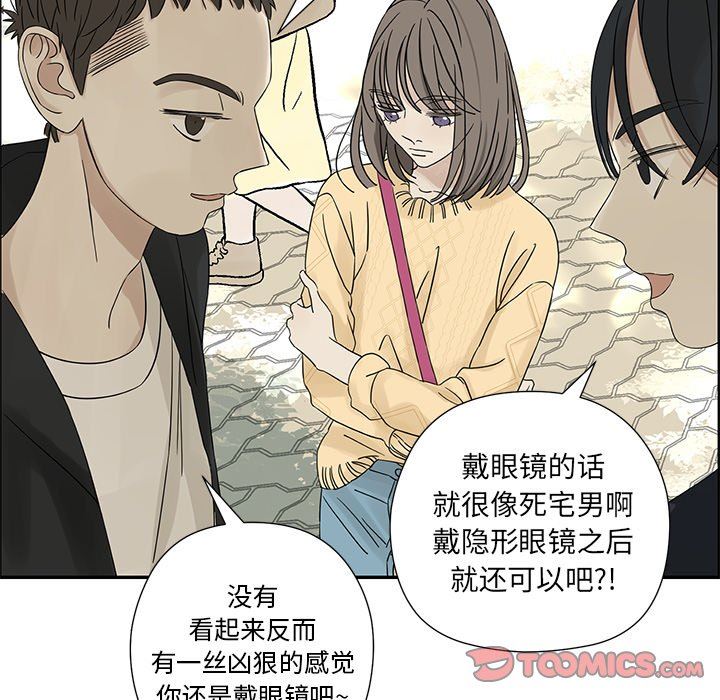 戴眼镜的话
就很像死宅男啊
戴隐形眼镜之后
就还可以吧?!
没有
看起来反而
有一丝凶狠的感觉
你还是戴眼镜吧~
TOOMICS.COM